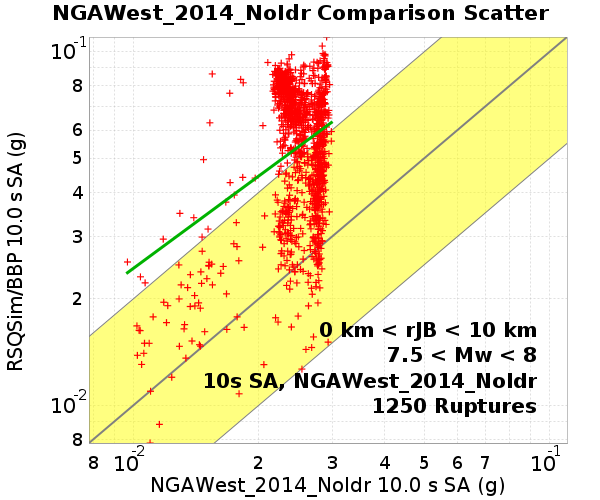 NGAWest_2014_NoIdr Comparison Scatter
10⁻¹
8
6
5
4
3
2
10⁻²
8
RSQSim/BBP 10.0 s SA (g)
0 km < rJB < 10 km
7.5 < Mw < 8
10s SA, NGAWest_2014_NoIdr
1250 Ruptures
8 10⁻² 2 3 4 5 6 7 8 10⁻¹
NGAWest_2014_NoIdr 10.0 s SA (g)